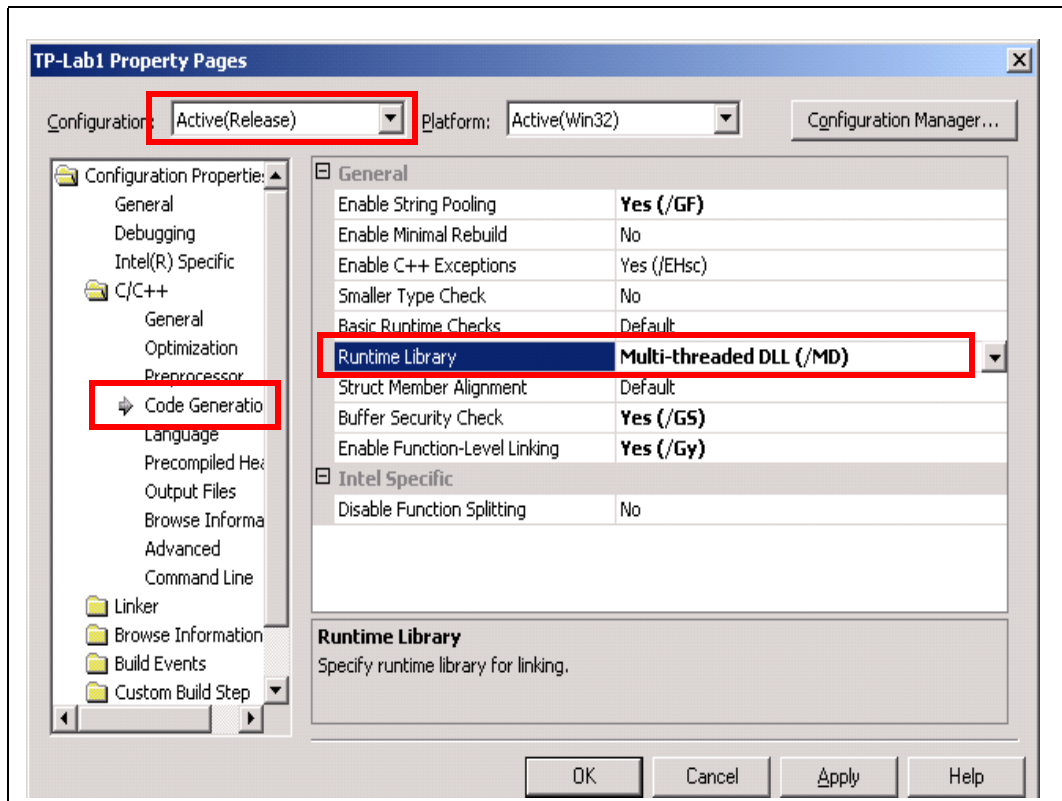 TP-Lab1 Property Pages
Configuration: Active(Release) Platform: Active(Win32) Configuration Manager...
Configuration Propertie
General
Debugging
Intel(R) Specific
C/C++
General
Optimization
Preprocessor
Code Generatio
Language
Precompiled Hea
Output Files
Browse Informa
Advanced
Command Line
Linker
Browse Information
Build Events
Custom Build Step
General
Enable String Pooling Yes (/GF)
Enable Minimal Rebuild No
Enable C++ Exceptions Yes (/EHsc)
Smaller Type Check No
Basic Runtime Checks Default
Runtime Library Multi-threaded DLL (/MD)
Struct Member Alignment Default
Buffer Security Check Yes (/GS)
Enable Function-Level Linking Yes (/Gy)
Intel Specific
Disable Function Splitting No
Runtime Library
Specify runtime library for linking.
OK Cancel Apply Help